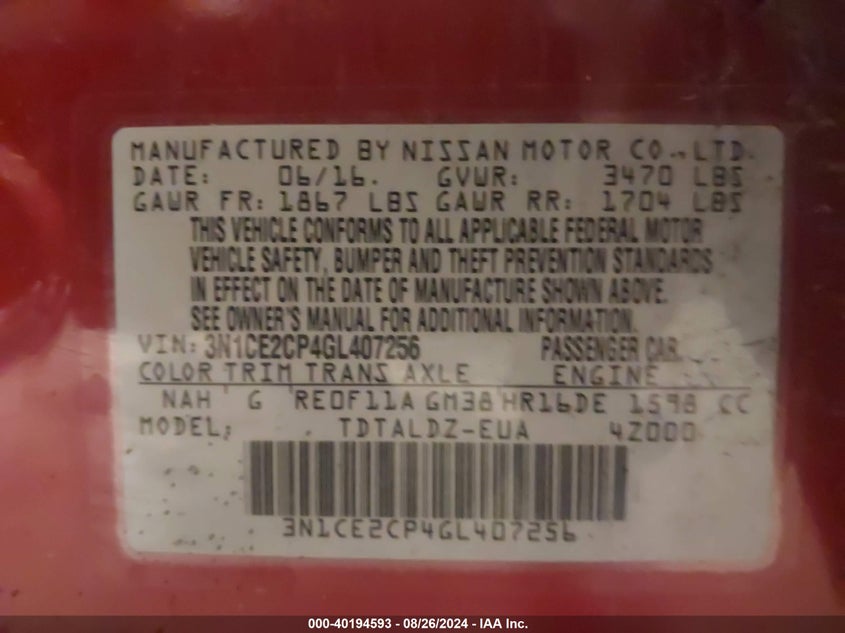 MANUFACTURED BY NISSAN MOTOR CO., LTD.
DATE: 06/16. GVWR: 3470 LBS
GAWR FR: 1867 LBS GAWR RR: 1704 LBS
THIS VEHICLE CONFORMS TO ALL APPLICABLE FEDERAL MOTOR
VEHICLE SAFETY, BUMPER AND THEFT PREVENTION STANDARDS
IN EFFECT ON THE DATE OF MANUFACTURE SHOWN ABOVE.
SEE OWNER'S MANUAL FOR ADDITIONAL INFORMATION.
VIN: 3N1CE2CP4GL407256 PASSENGER CAR.
COLOR TRIM TRANS AXLE ENGINE
NAH G RE0F11A GM38 HR16DE 1598 CC
MODEL: TDTALDZ-EUA 4Z000
3N1CE2CP4GL407256
000-40194593 - 08/26/2024 - IAA Inc.